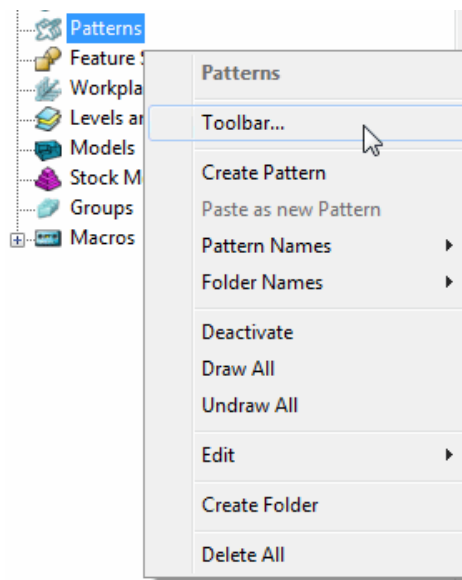 Patterns
Feature S
Workpla
Levels ar
Models
Stock M
Groups
Macros
Patterns
Toolbar...
Create Pattern
Paste as new Pattern
Pattern Names
Folder Names
Deactivate
Draw All
Undraw All
Edit
Create Folder
Delete All